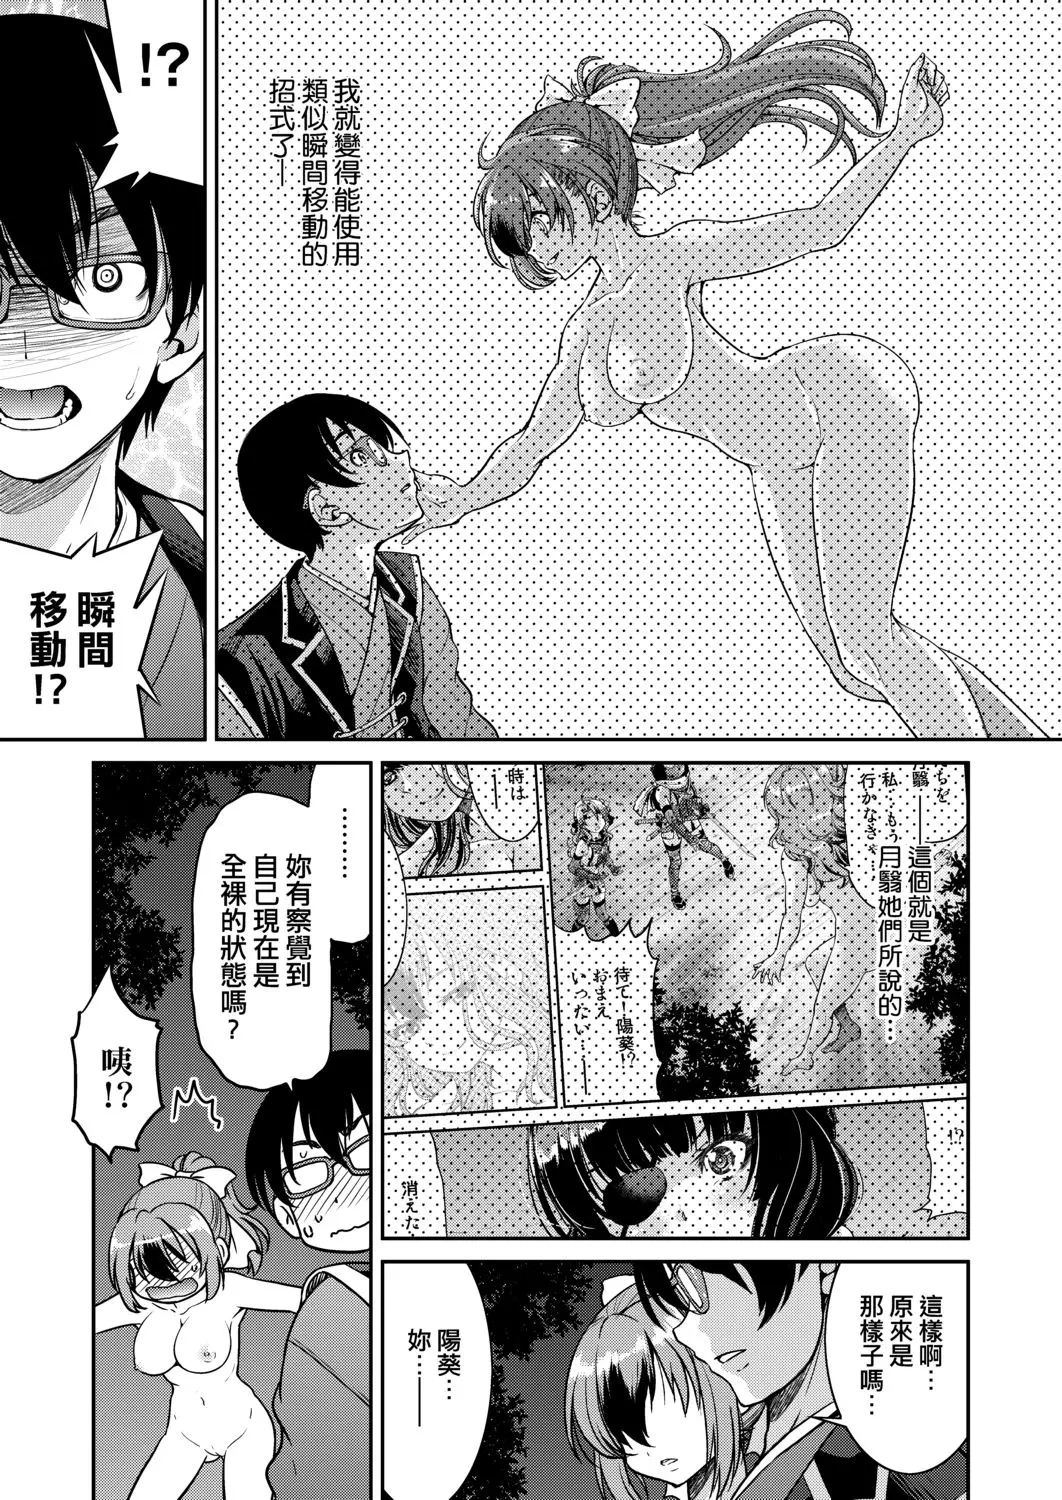 我就變得能使用
類似瞬間移動的
招式了—
!?
瞬間
移動!?
私…もう
行かなきゃ
—這個就是
月翳她們所說的…
時は
待て!陽葵!?
おまえ
いったい…
!?
消えた
這樣啊…
原來是
那樣子嗎…
陽葵…
妳——
………
妳有察覺到
自己現在是
全裸的狀態嗎?
咦!?